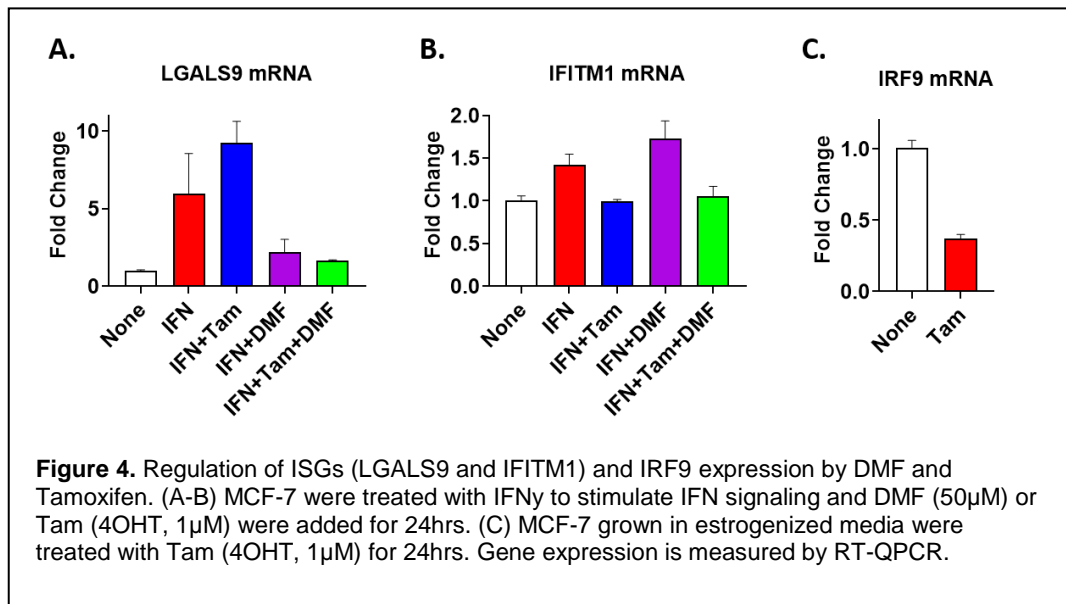 A.
LGALS9 mRNA
Fold Change
10
5
0
None
IFN
IFN+Tam
IFN+DMF
IFN+Tam+DMF
B.
IFITM1 mRNA
Fold Change
2.0
1.5
1.0
0.5
0.0
None
IFN
IFN+Tam
IFN+DMF
IFN+Tam+DMF
C.
IRF9 mRNA
Fold Change
1.0
0.5
0.0
None
Tam
Figure 4. Regulation of ISGs (LGALS9 and IFITM1) and IRF9 expression by DMF and
Tamoxifen. (A-B) MCF-7 were treated with IFNy to stimulate IFN signaling and DMF (50µM) or
Tam (4OHT, 1µM) were added for 24hrs. (C) MCF-7 grown in estrogenized media were
treated with Tam (4OHT, 1µM) for 24hrs. Gene expression is measured by RT-QPCR.